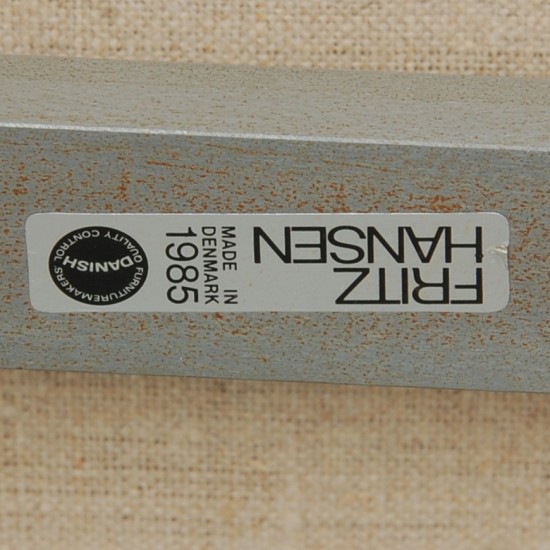 FRITZ
HANSEN
MADE IN
DENMARK
1985
DANISH
FURNITUREMAKERS
QUALITY CONTROL